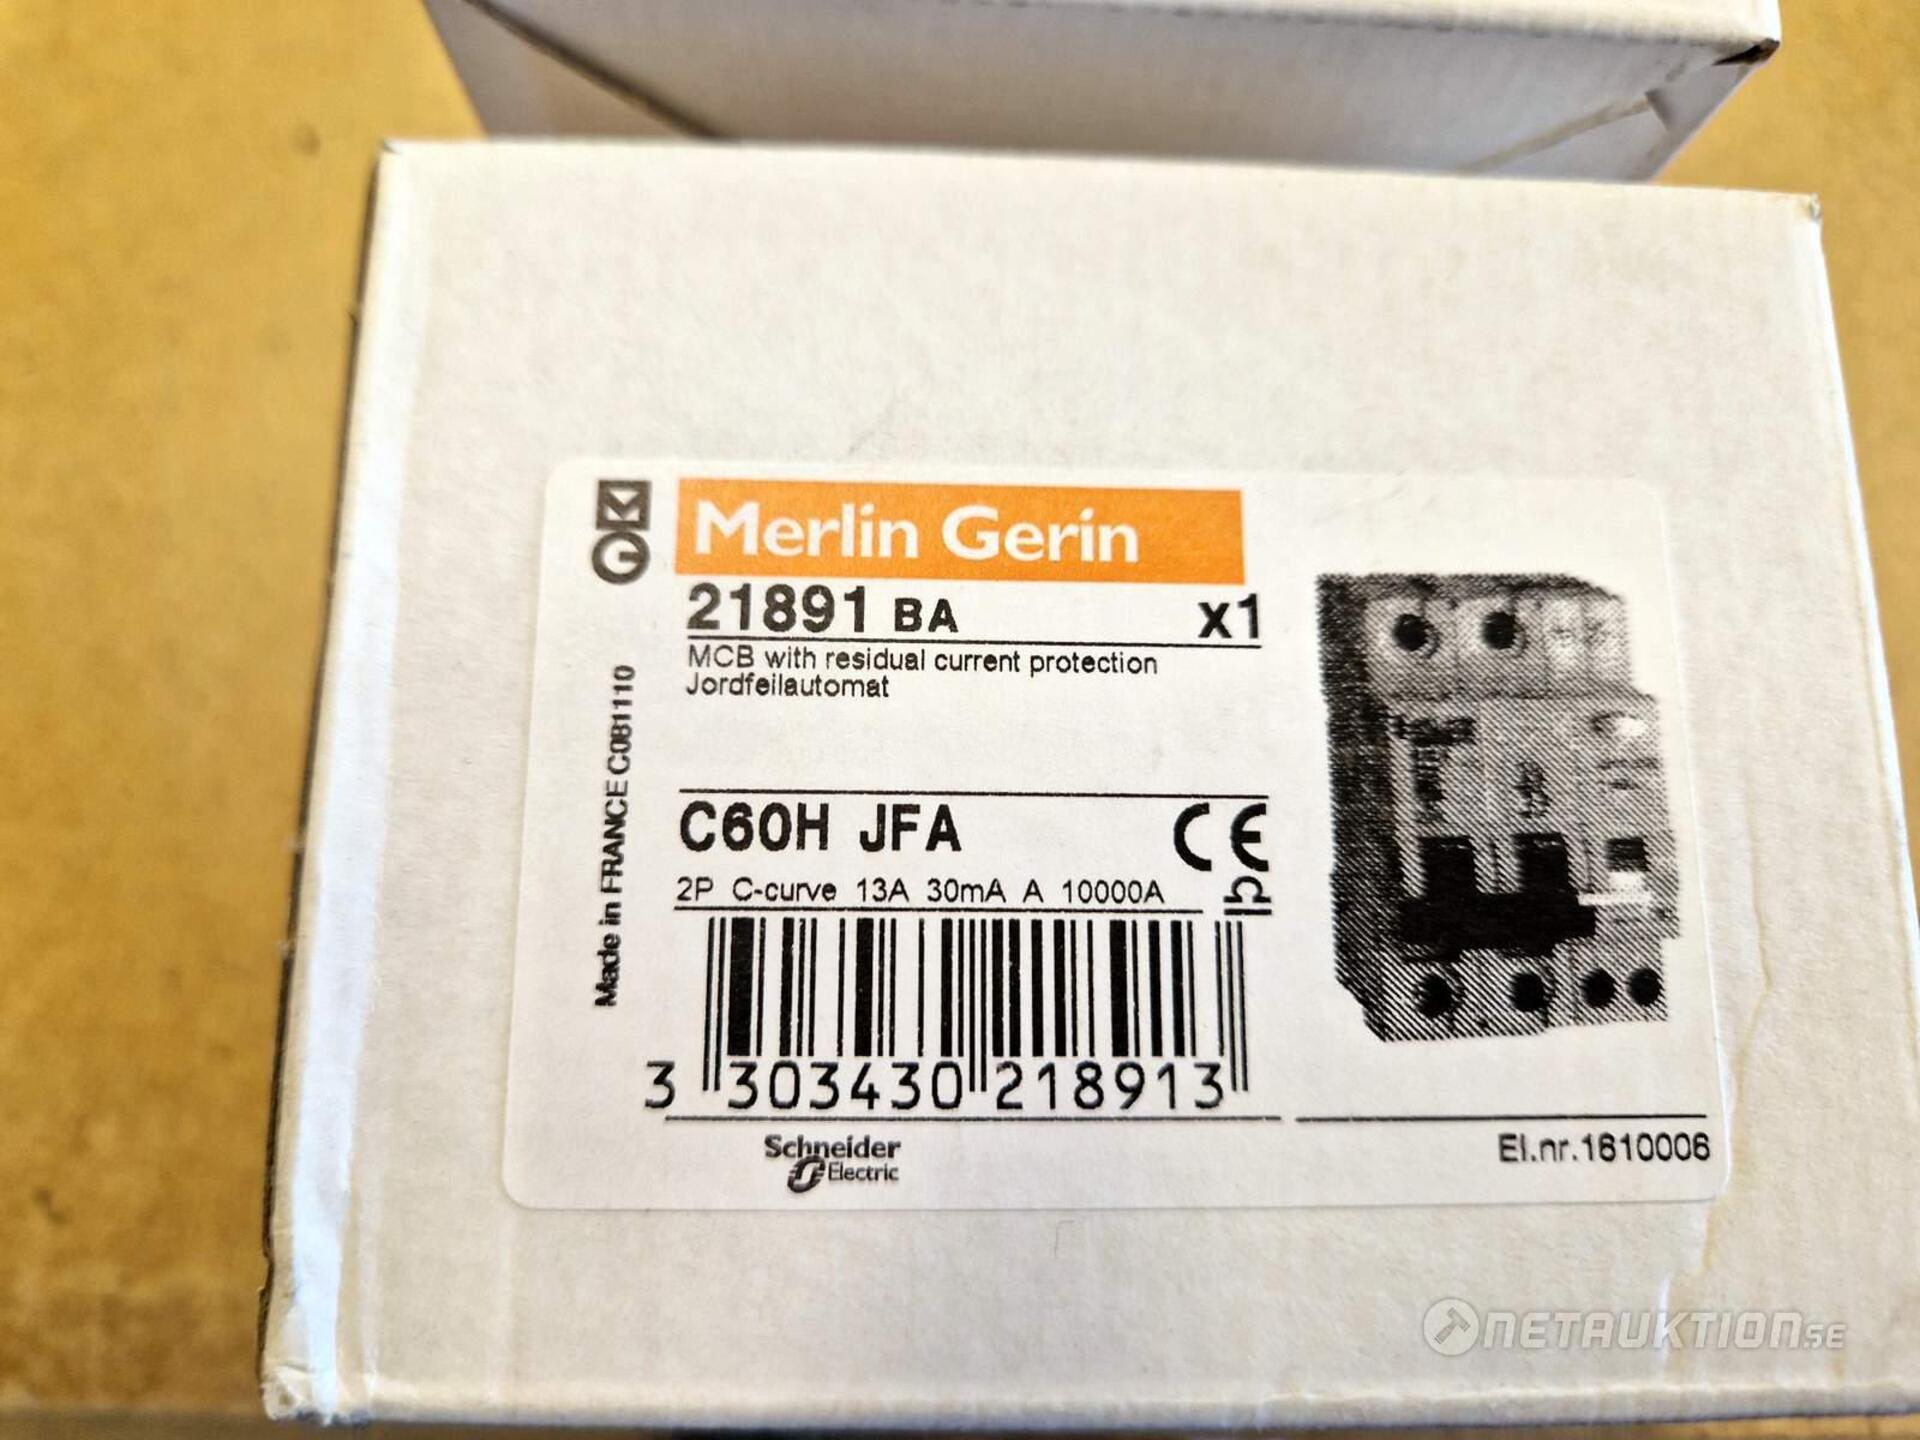 Merlin Gerin
21891 BA x1
MCB with residual current protection
Jordfeilautomat
Made in FRANCE C081110
C60H JFA CE
2P C-curve 13A 30mA A 10000A
3 303430 218913
Schneider
Electric
El.nr.1610006
NETAUKTION.SE